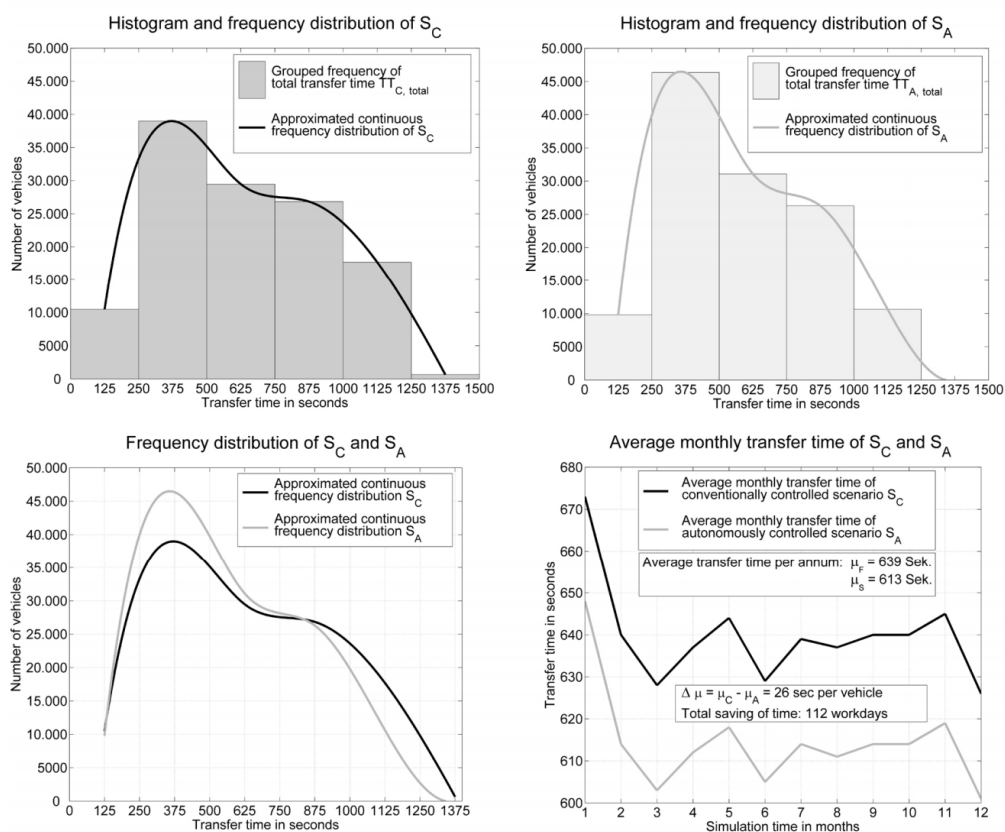 Histogram and frequency distribution of S_C
50.000
45.000
40.000
35.000
30.000
25.000
20.000
15.000
10.000
5000
0
Number of vehicles
Grouped frequency of
total transfer time TT_C, total
Approximated continuous
frequency distribution of S_C
0 125 250 375 500 625 750 875 1000 1125 1250 1375 1500
Transfer time in seconds
Histogram and frequency distribution of S_A
50.000
45.000
40.000
35.000
30.000
25.000
20.000
15.000
10.000
5000
0
Number of vehicles
Grouped frequency of
total transfer time TT_A, total
Approximated continuous
frequency distribution of S_A
0 125 250 375 500 625 750 875 1000 1125 1250 1375 1500
Transfer time in seconds
Frequency distribution of S_C and S_A
50.000
45.000
40.000
35.000
30.000
25.000
20.000
15.000
10.000
5000
0
Number of vehicles
Approximated continuous
frequency distribution S_C
Approximated continuous
frequency distribution S_A
125 250 375 500 625 750 875 1000 1125 1250 1375
Transfer time in seconds
Average monthly transfer time of S_C and S_A
680
670
660
650
640
630
620
610
600
Transfer time in seconds
Average monthly transfer time of
conventionally controlled scenario S_C
Average monthly transfer time of
autonomously controlled scenario S_A
Average transfer time per annum: μ_F = 639 Sek.
μ_S = 613 Sek.
Δ μ = μ_C - μ_A = 26 sec per vehicle
Total saving of time: 112 workdays
1 2 3 4 5 6 7 8 9 10 11 12
Simulation time in months